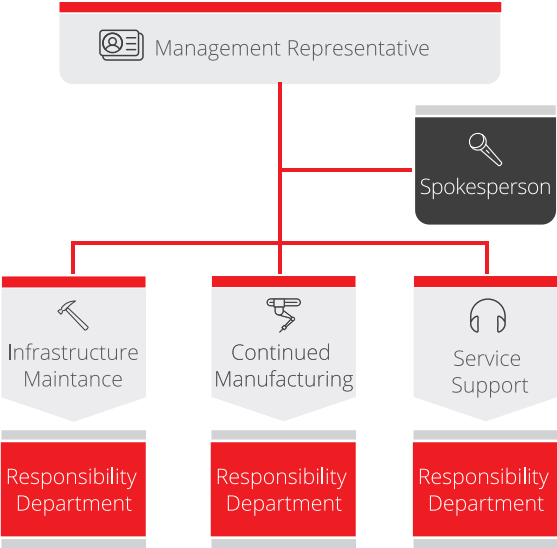 Management Representative
Spokesperson
Infrastructure
Maintance
Continued
Manufacturing
Service
Support
Responsibility
Department
Responsibility
Department
Responsibility
Department